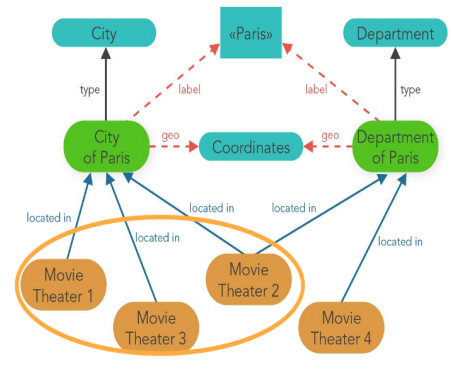 City
«Paris»
Department
type
label
label
type
City
of Paris
geo
Coordinates
geo
Department
of Paris
located in
located in
located in
located in
located in
Movie
Theater 1
Movie
Theater 2
Movie
Theater 3
Movie
Theater 4